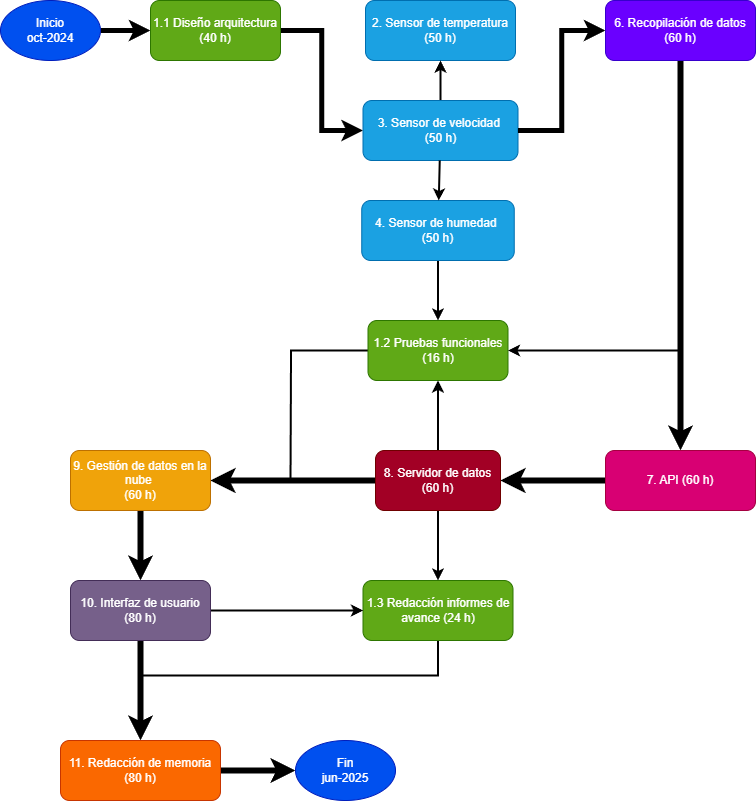 Inicio
oct-2024
1.1 Diseño arquitectura
(40 h)
2. Sensor de temperatura
(50 h)
6. Recopilación de datos
(60 h)
3. Sensor de velocidad
(50 h)
4. Sensor de humedad
(50 h)
1.2 Pruebas funcionales
(16 h)
9. Gestión de datos en la
nube
(60 h)
8. Servidor de datos
(60 h)
7. API (60 h)
10. Interfaz de usuario
(80 h)
1.3 Redacción informes de
avance (24 h)
11. Redacción de memoria
(80 h)
Fin
jun-2025